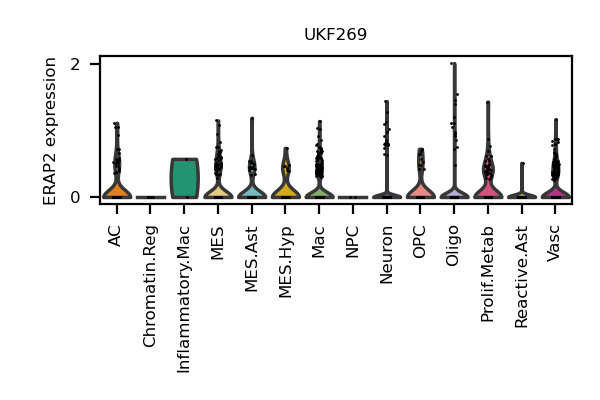 UKF269
ERAP2 expression
2
0
AC
Chromatin.Reg
Inflammatory.Mac
MES
MES.Ast
MES.Hyp
Mac
NPC
Neuron
OPC
Oligo
Prolif.Metab
Reactive.Ast
Vasc